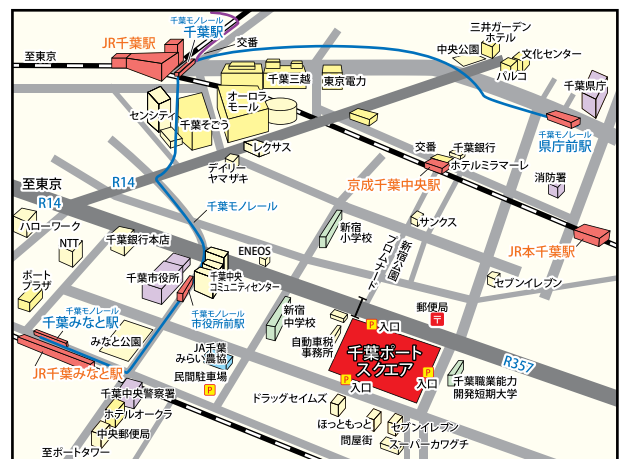 千葉モノレール
千葉駅
JR千葉駅
交番
至東京
三井ガーデン
ホテル
中央公園
文化センター
パルコ
千葉三越
東京電力
千葉県庁
オーロラ
モール
センシティ
千葉そごう
千葉モノレール
県庁前駅
レクサス
デイリー
ヤマザキ
交番
千葉銀行
ホテルミラマーレ
京成千葉中央駅
消防署
至東京
R14
R14
千葉モノレール
サンクス
新宿
小学校
新宿公園
プロムナード
JR本千葉駅
ハローワーク
NTT
千葉銀行本店
ENEOS
千葉中央
コミュニティセンター
千葉市役所
セブンイレブン
ポート
プラザ
千葉モノレール
千葉みなと駅
千葉モノレール
市役所前駅
新宿
中学校
郵便局
入口
みなと公園
自動車税
事務所
千葉ポート
スクエア
R357
JR千葉みなと駅
JA千葉
みらい農協
民間駐車場
P
P
P
P
入口
入口
千葉職業能力
開発短期大学
千葉中央警察署
ホテルオークラ
中央郵便局
至ポートタワー
ドラッグセイムズ
ほっともっと
問屋街
セブンイレブン
スーパーカワグチ